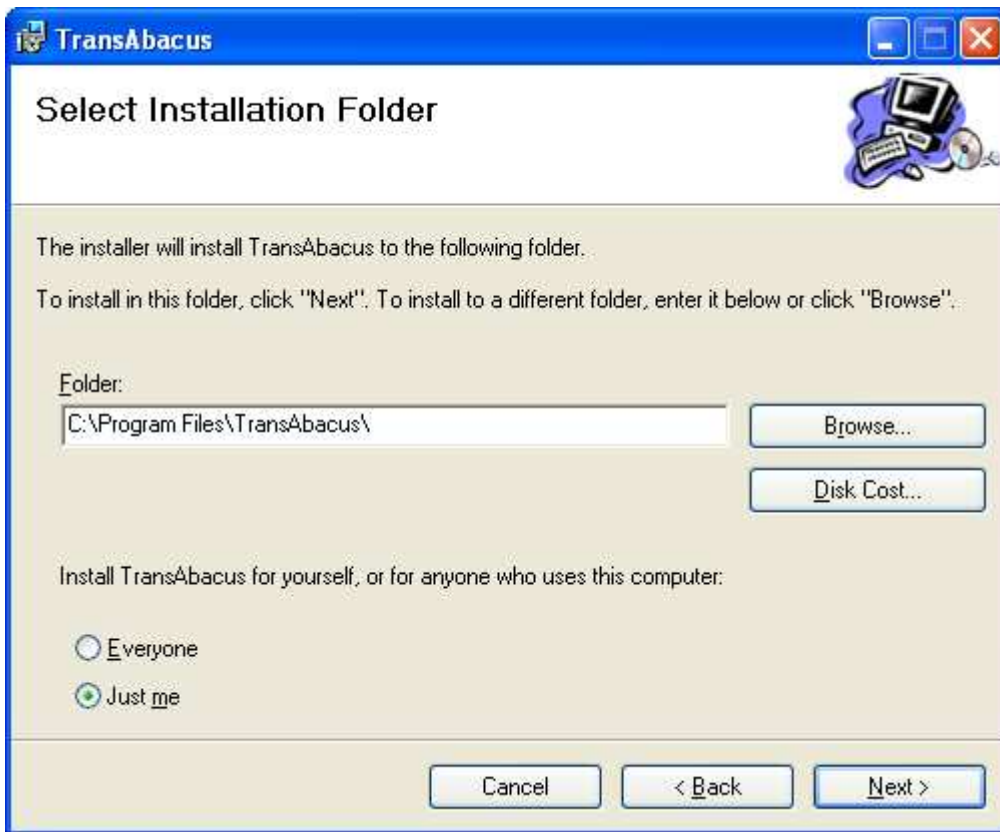 TransAbacus
Select Installation Folder
The installer will install TransAbacus to the following folder.
To install in this folder, click "Next". To install to a different folder, enter it below or click "Browse".
Folder:
C:\Program Files\TransAbacus\
Browse...
Disk Cost...
Install TransAbacus for yourself, or for anyone who uses this computer:
Everyone
Just me
Cancel
< Back
Next >